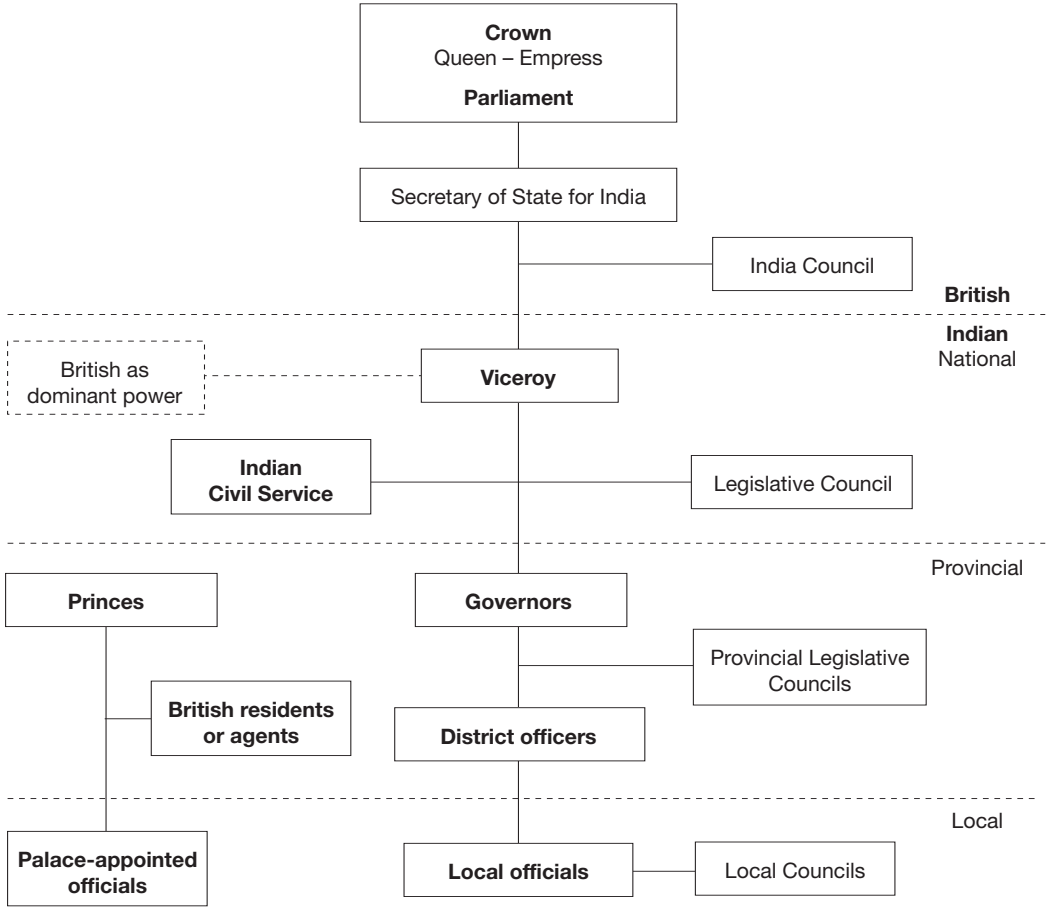 Crown
Queen – Empress
Parliament
Secretary of State for India
India Council
British
Indian
National
British as
dominant power
Viceroy
Indian
Civil Service
Legislative Council
Provincial
Princes
Governors
Provincial Legislative
Councils
British residents
or agents
District officers
Local
Palace-appointed
officials
Local officials
Local Councils